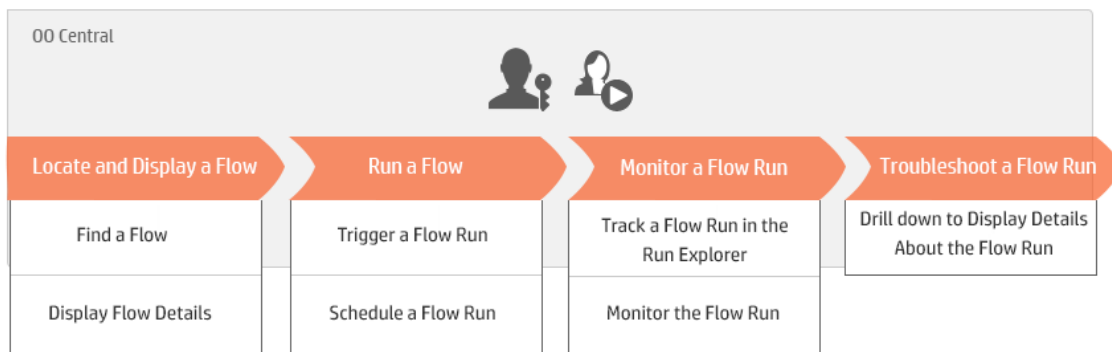 OO Central
Locate and Display a Flow
Run a Flow
Monitor a Flow Run
Troubleshoot a Flow Run
Find a Flow
Trigger a Flow Run
Track a Flow Run in the
Run Explorer
Drill down to Display Details
About the Flow Run
Display Flow Details
Schedule a Flow Run
Monitor the Flow Run